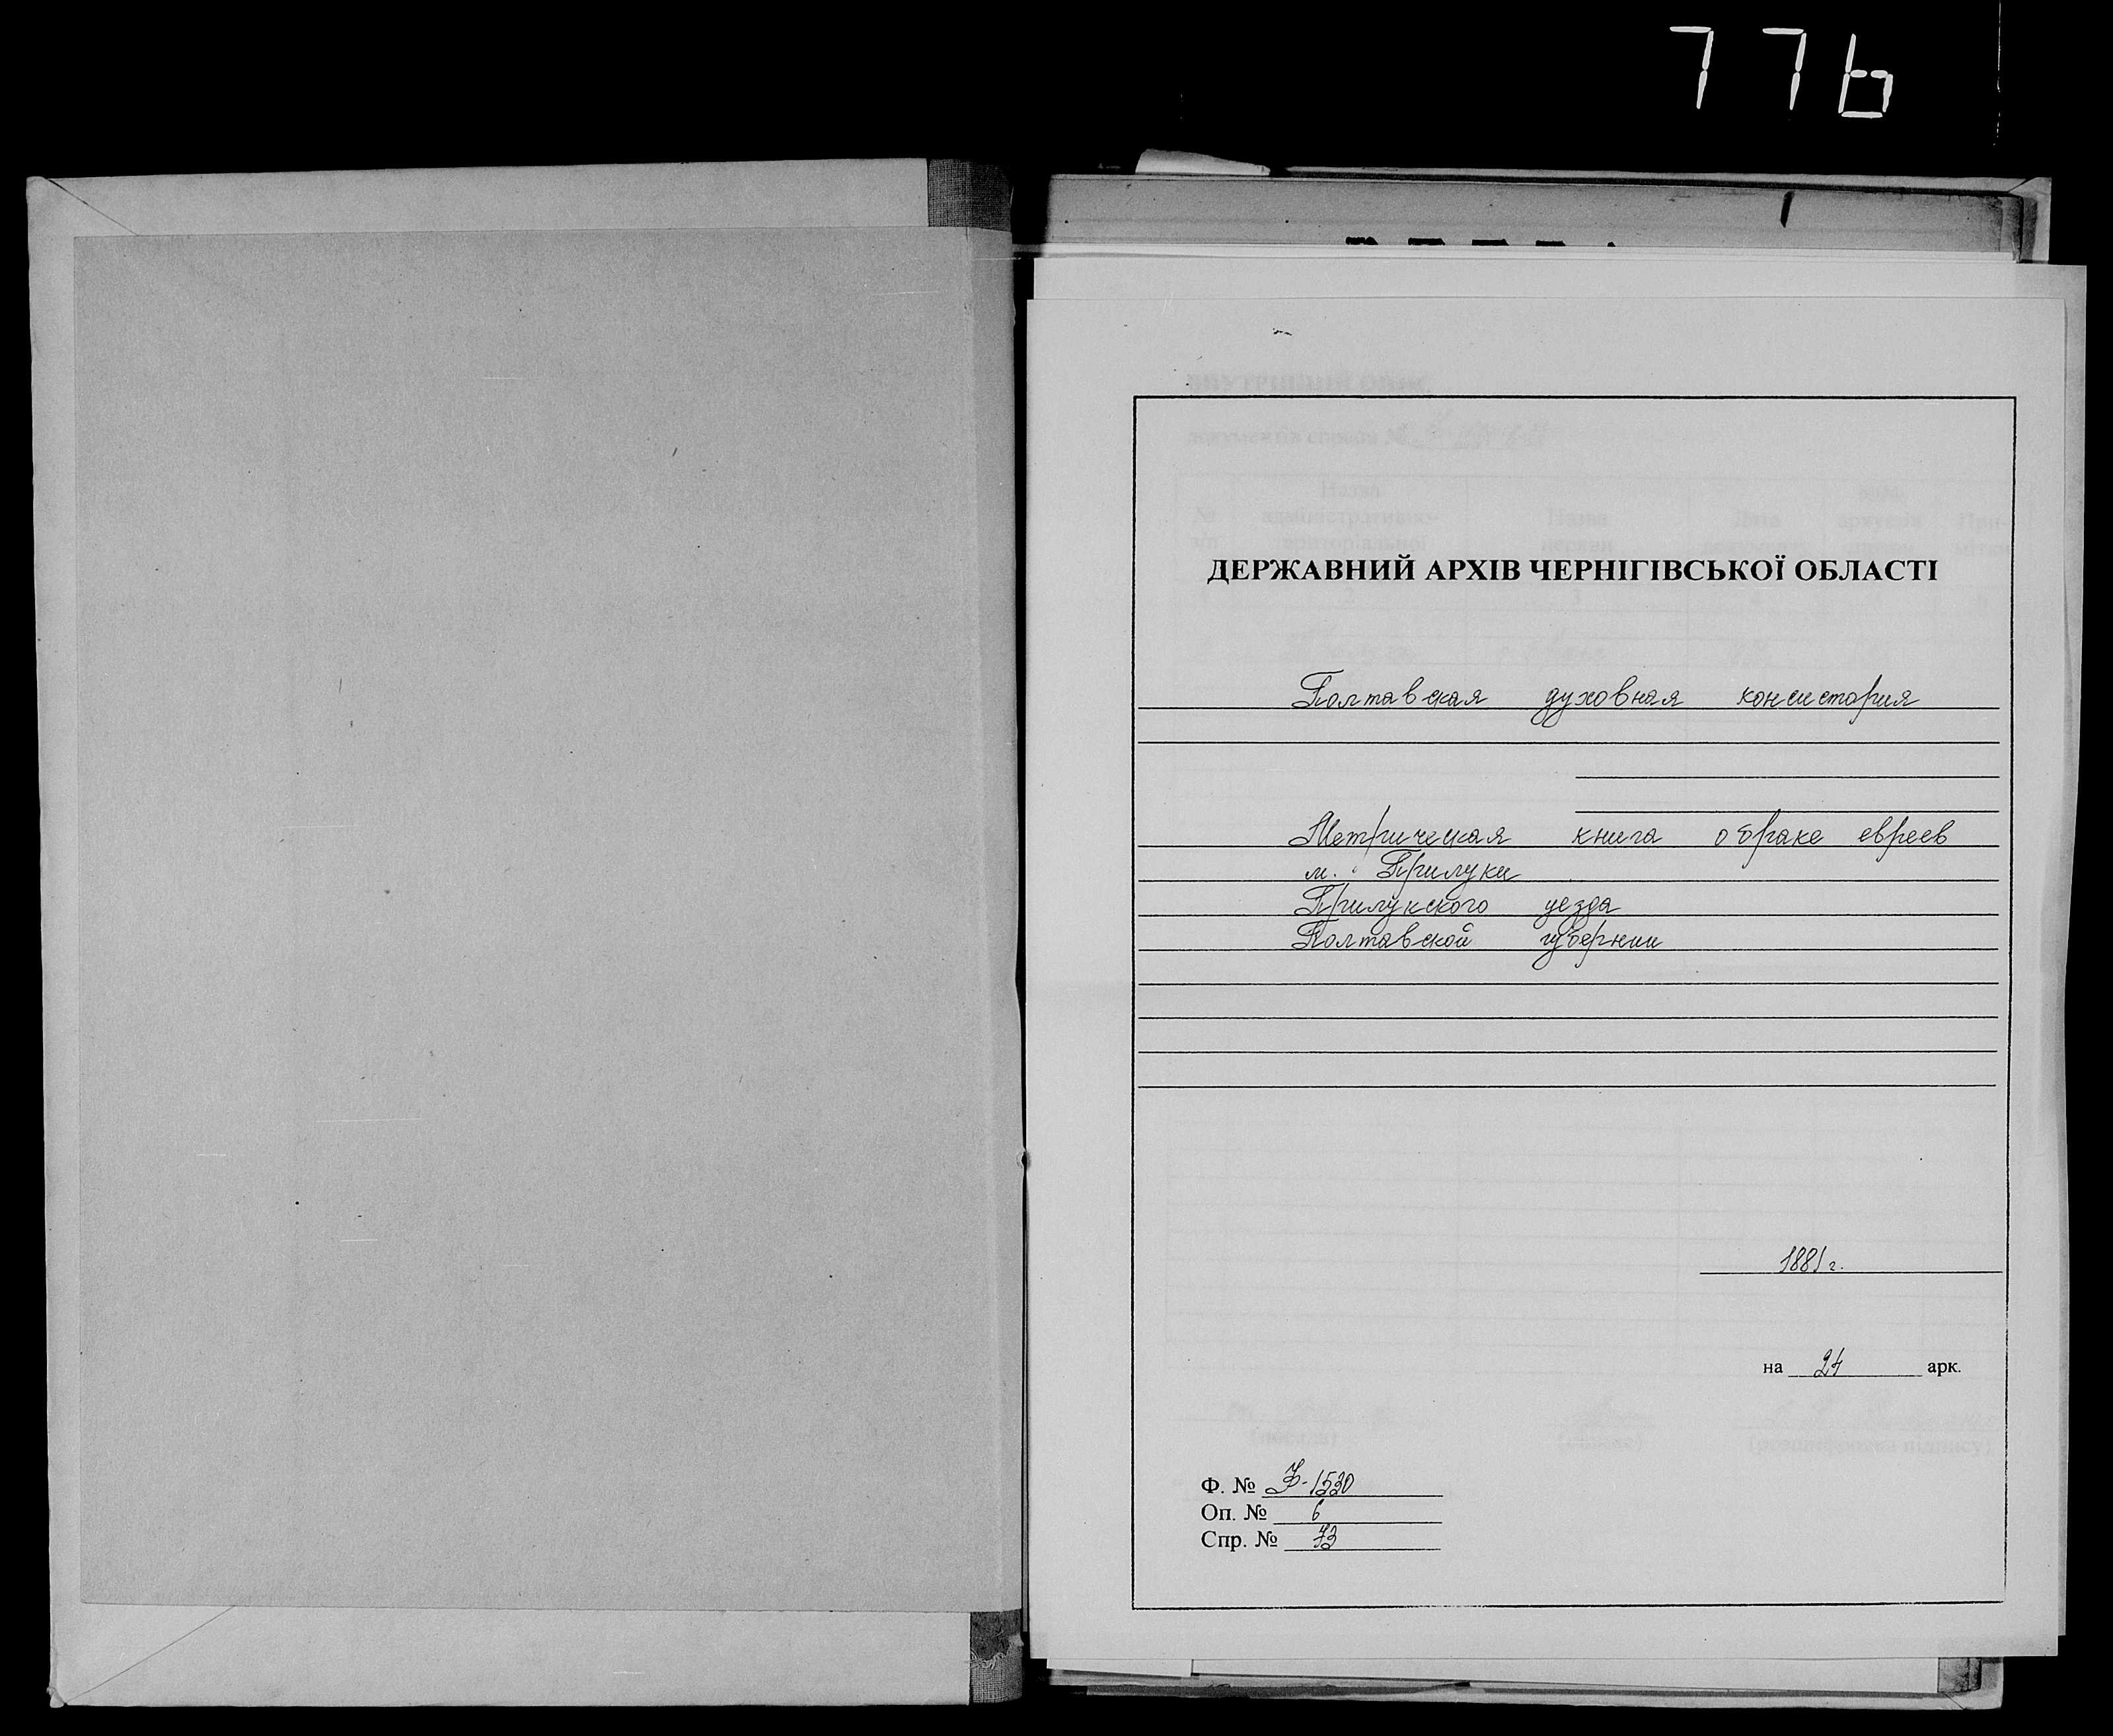 776
ДЕРЖАВНИЙ АРХІВ ЧЕРНІГІВСЬКОЇ ОБЛАСТІ
Полтавская духовная консистория
Метрическая книга о браке евреев
м. Прилуки
Прилукского уезда
Полтавской губернии
1881 г.
на 24 арк.
Ф. № Ф-1530
Оп. № 6
Спр. № 73